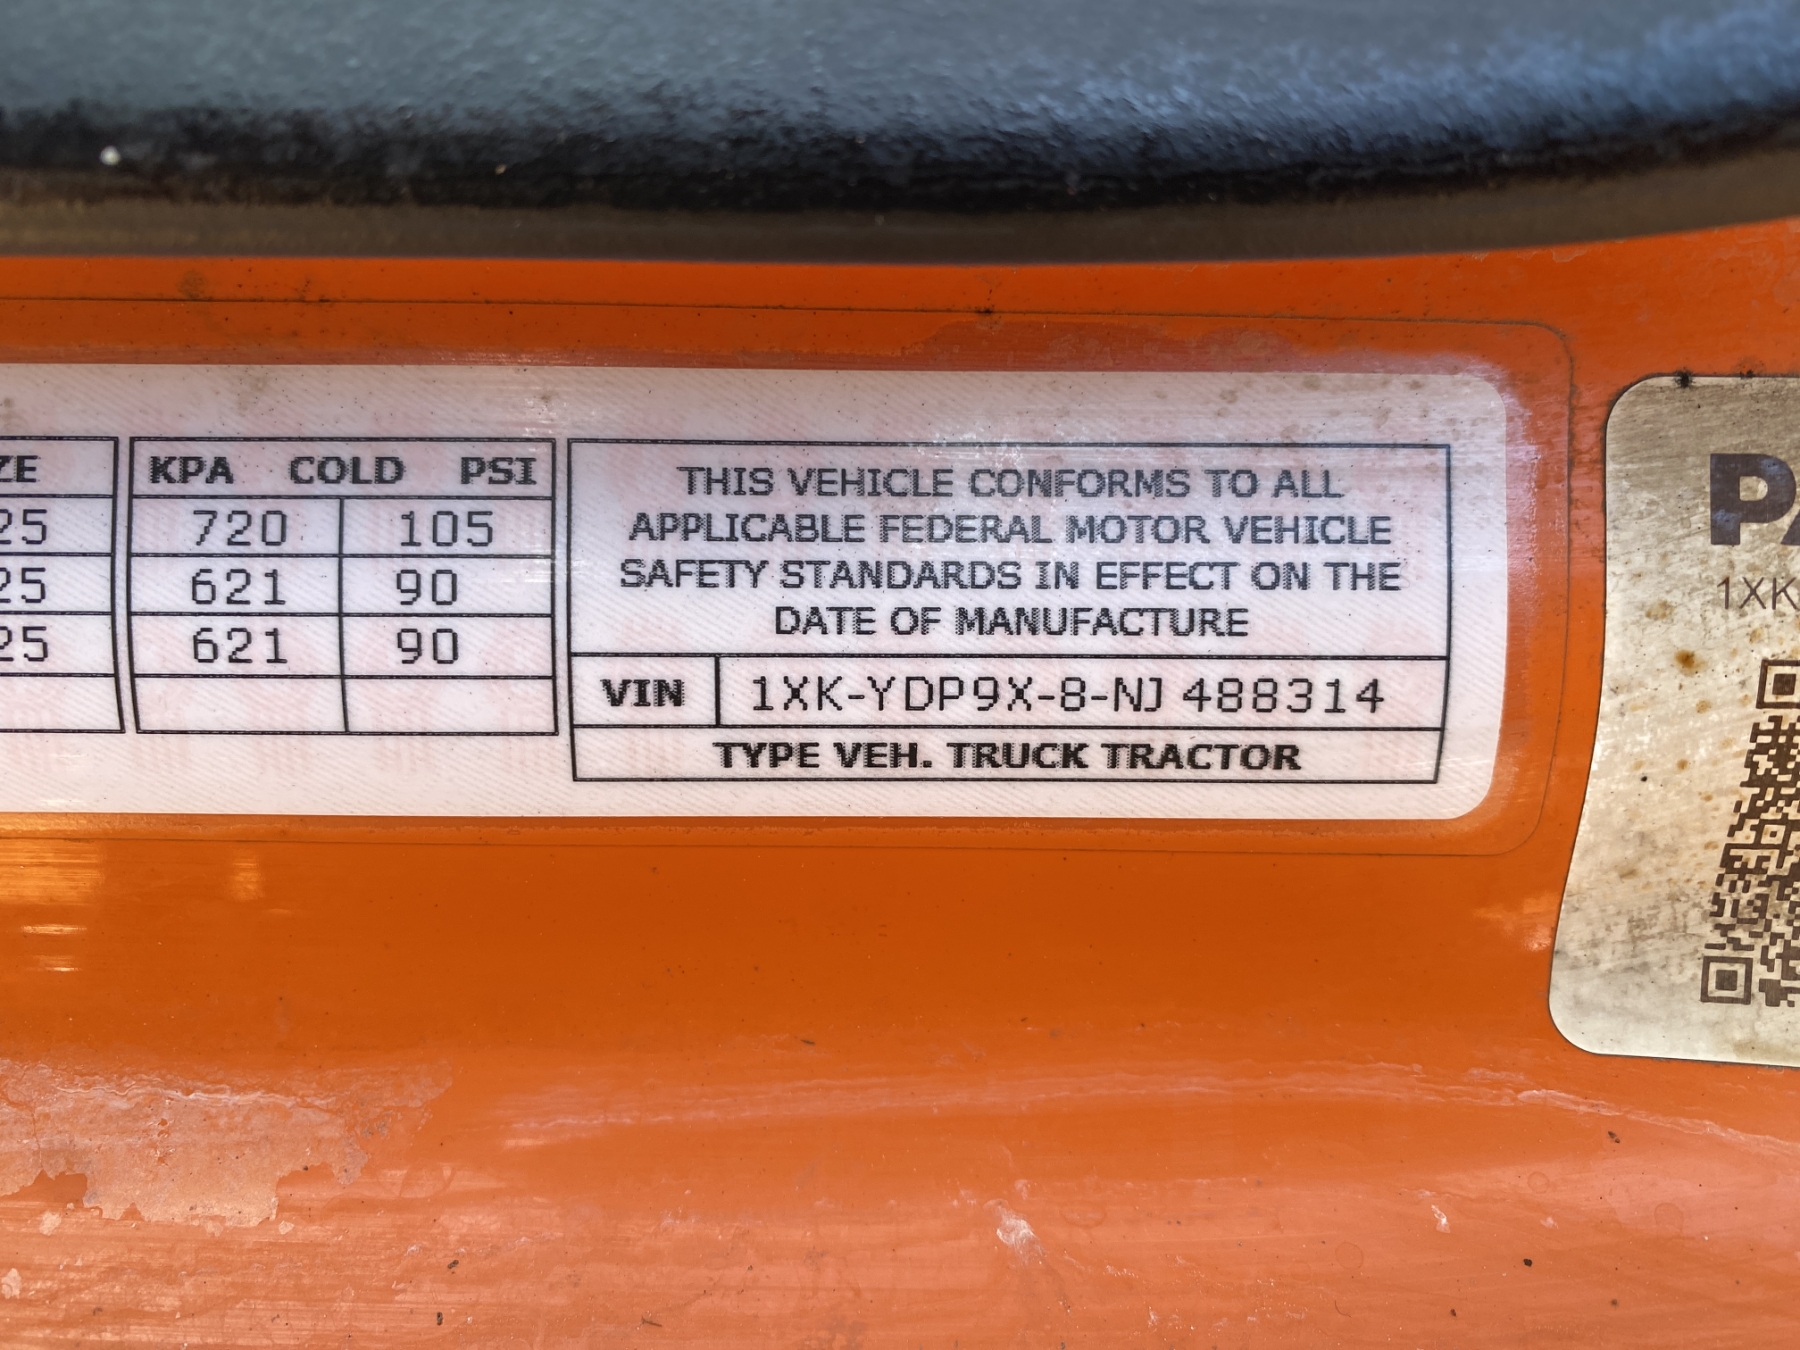 ZE
25
25
25
KPA COLD PSI
720 105
621 90
621 90
THIS VEHICLE CONFORMS TO ALL
APPLICABLE FEDERAL MOTOR VEHICLE
SAFETY STANDARDS IN EFFECT ON THE
DATE OF MANUFACTURE
VIN 1XK-YDP9X-8-NJ 488314
TYPE VEH. TRUCK TRACTOR
PA
1XK